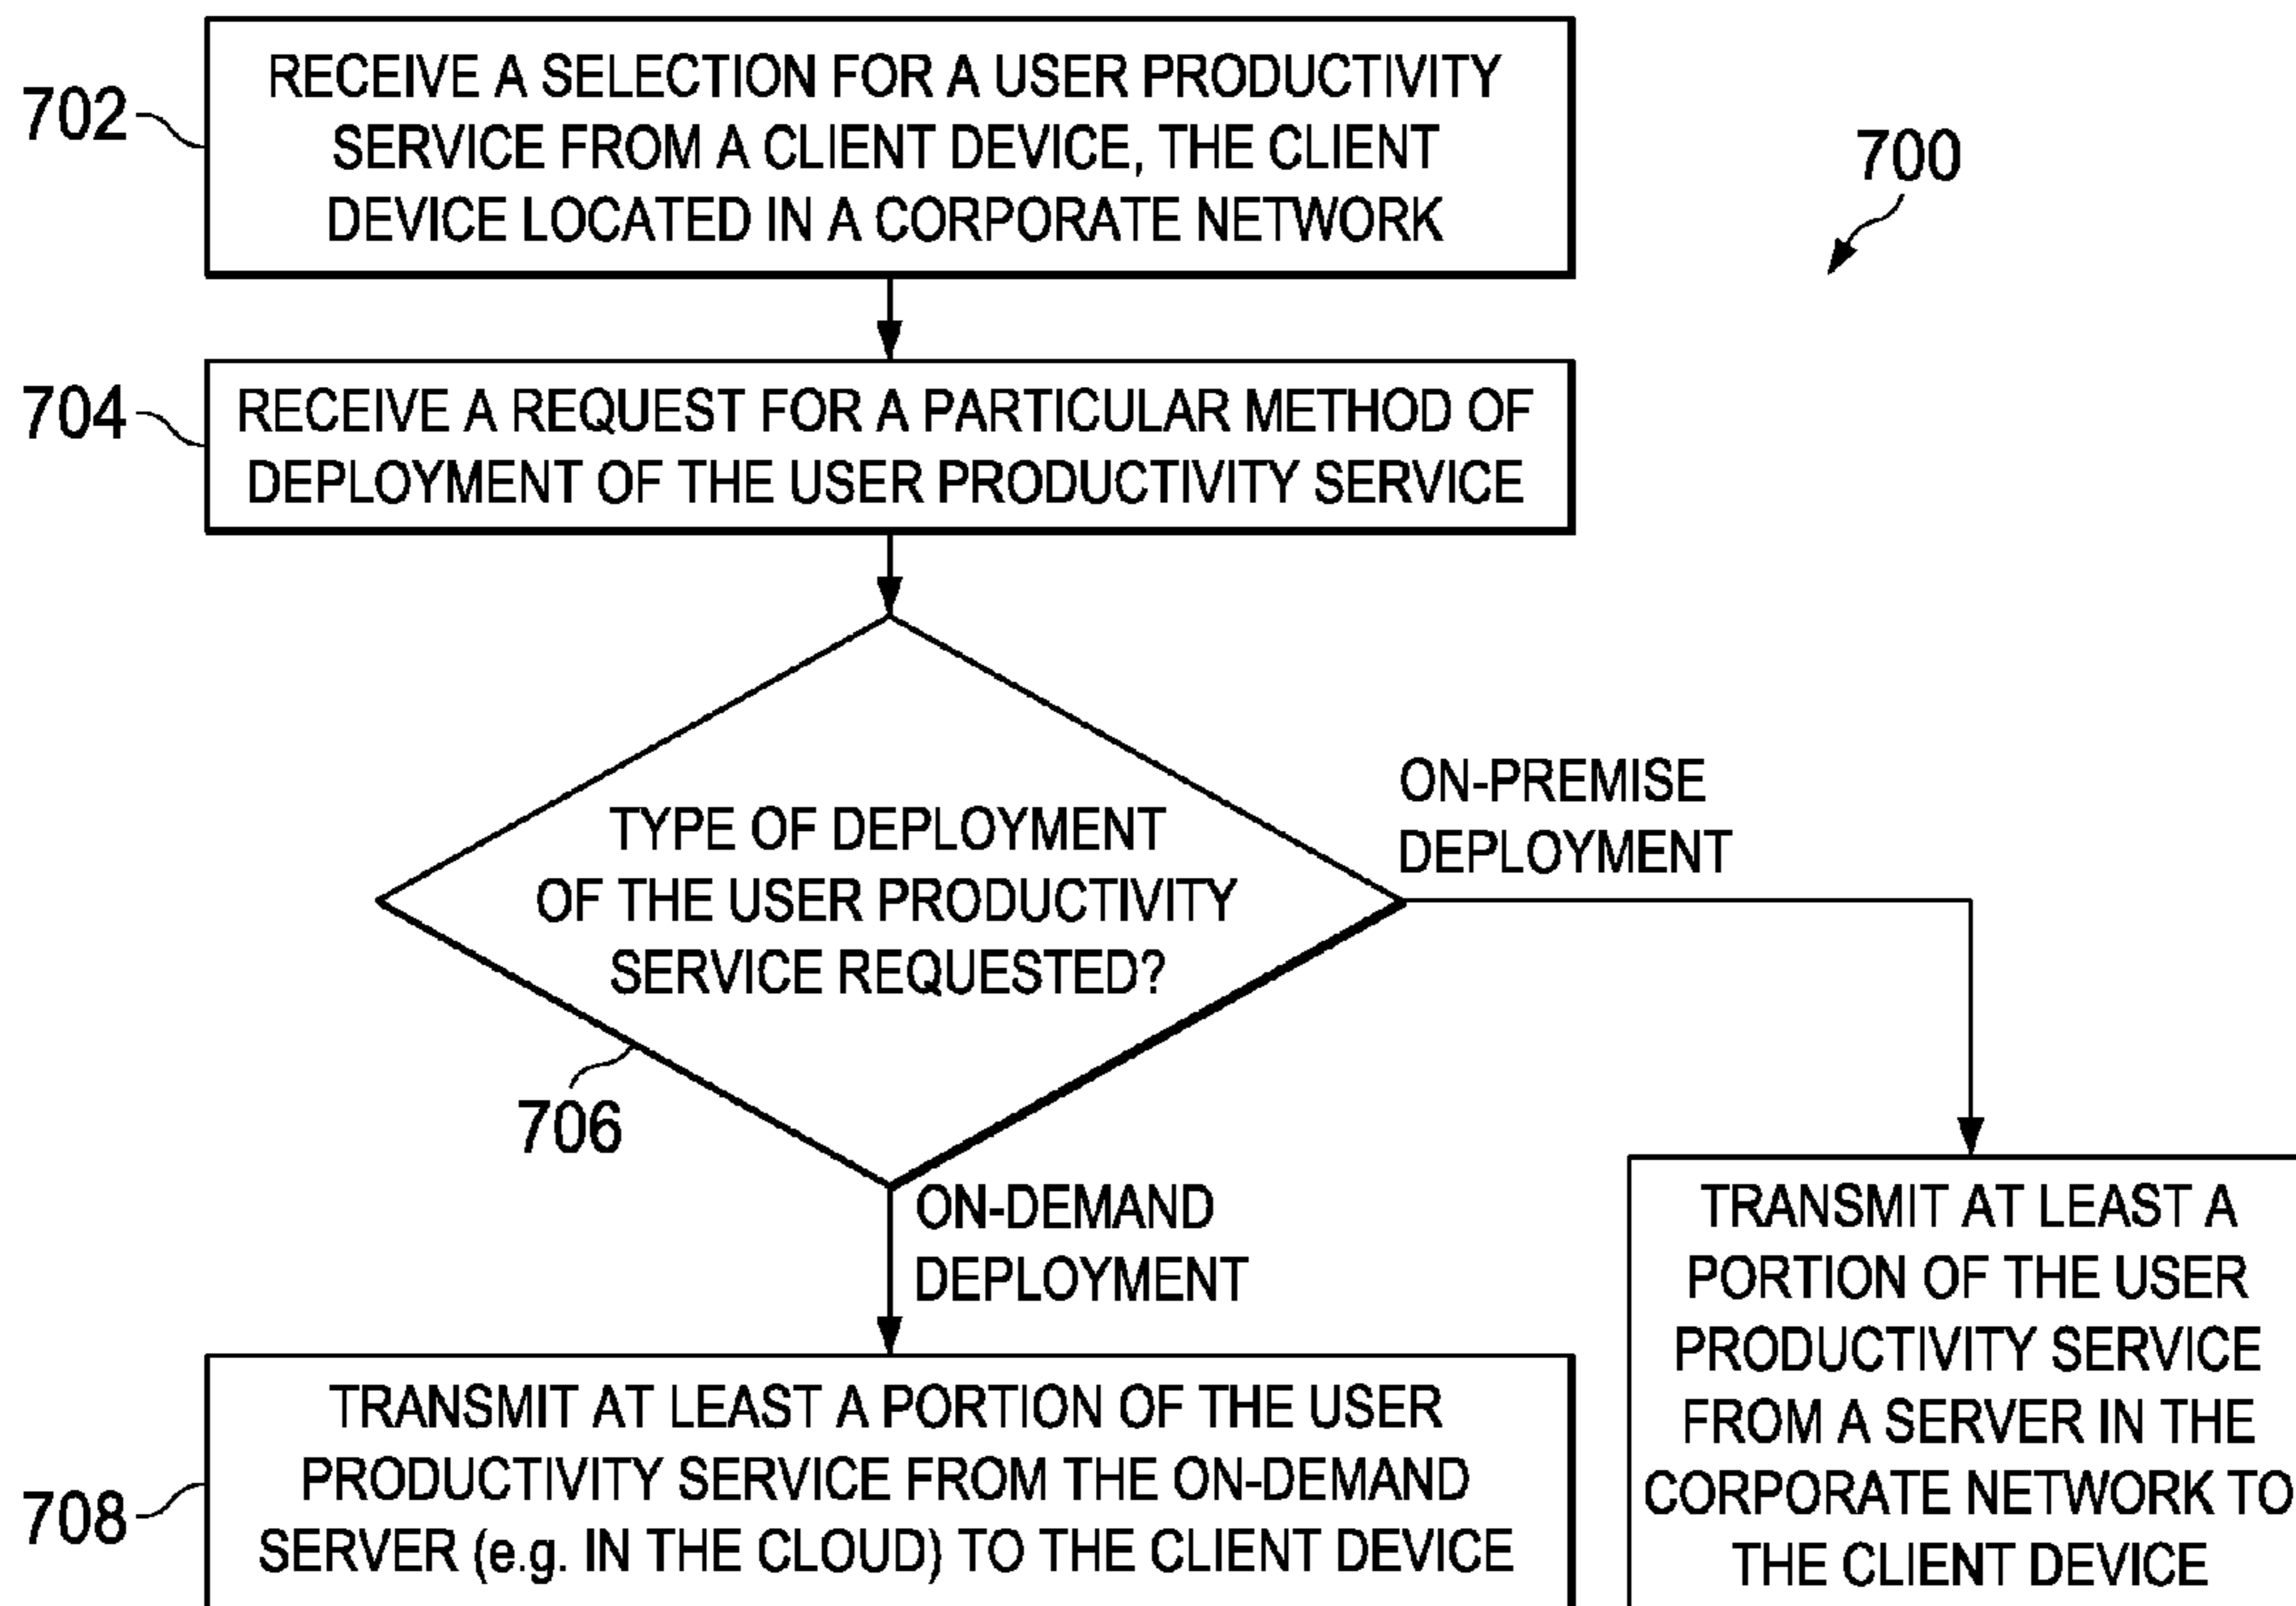 702
RECEIVE A SELECTION FOR A USER PRODUCTIVITY
SERVICE FROM A CLIENT DEVICE, THE CLIENT
DEVICE LOCATED IN A CORPORATE NETWORK
700
704
RECEIVE A REQUEST FOR A PARTICULAR METHOD OF
DEPLOYMENT OF THE USER PRODUCTIVITY SERVICE
TYPE OF DEPLOYMENT
OF THE USER PRODUCTIVITY
SERVICE REQUESTED?
706
ON-PREMISE
DEPLOYMENT
ON-DEMAND
DEPLOYMENT
708
TRANSMIT AT LEAST A PORTION OF THE USER
PRODUCTIVITY SERVICE FROM THE ON-DEMAND
SERVER (e.g. IN THE CLOUD) TO THE CLIENT DEVICE
TRANSMIT AT LEAST A
PORTION OF THE USER
PRODUCTIVITY SERVICE
FROM A SERVER IN THE
CORPORATE NETWORK TO
THE CLIENT DEVICE